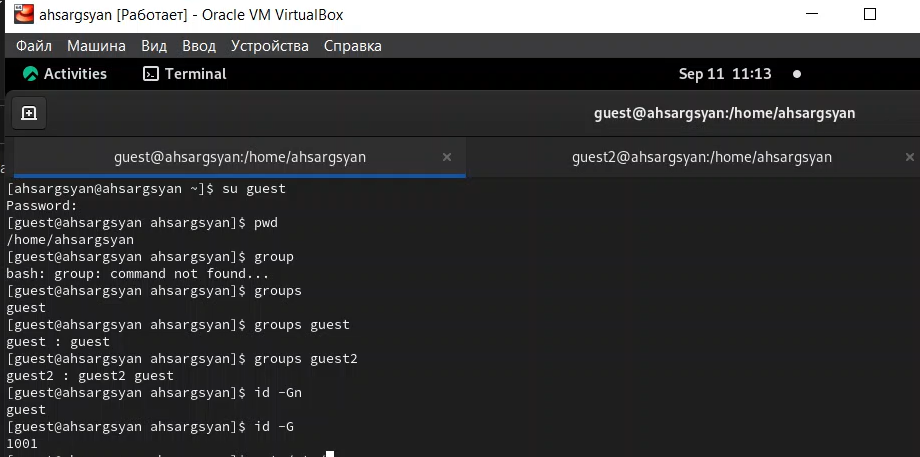 ahsargsyan [Работает] - Oracle VM VirtualBox
Файл Машина Вид Ввод Устройства Справка
Activities Terminal Sep 11 11:13
guest@ahsargsyan:/home/ahsargsyan
guest@ahsargsyan:/home/ahsargsyan × guest2@ahsargsyan:/home/ahsargsyan ×
[ahsargsyan@ahsargsyan ~]$ su guest
Password:
[guest@ahsargsyan ahsargsyan]$ pwd
/home/ahsargsyan
[guest@ahsargsyan ahsargsyan]$ group
bash: group: command not found...
[guest@ahsargsyan ahsargsyan]$ groups
guest
[guest@ahsargsyan ahsargsyan]$ groups guest
guest : guest
[guest@ahsargsyan ahsargsyan]$ groups guest2
guest2 : guest2 guest
[guest@ahsargsyan ahsargsyan]$ id -Gn
guest
[guest@ahsargsyan ahsargsyan]$ id -G
1001